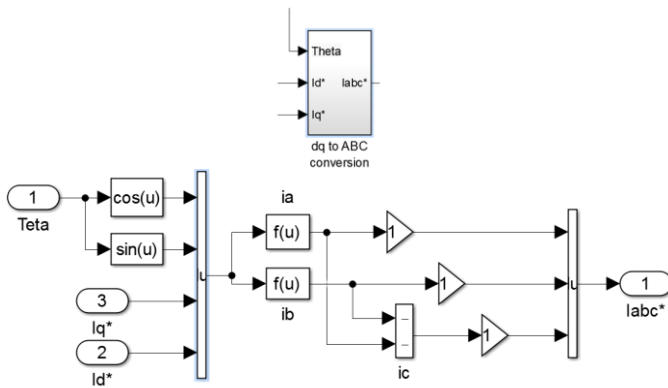 Theta
Id*
Iabc*
Iq*
dq to ABC
conversion
1
Teta
cos(u)
sin(u)
3
Iq*
2
Id*
u
ia
f(u)
f(u)
ib
1
1
1
ic
u
1
Iabc*